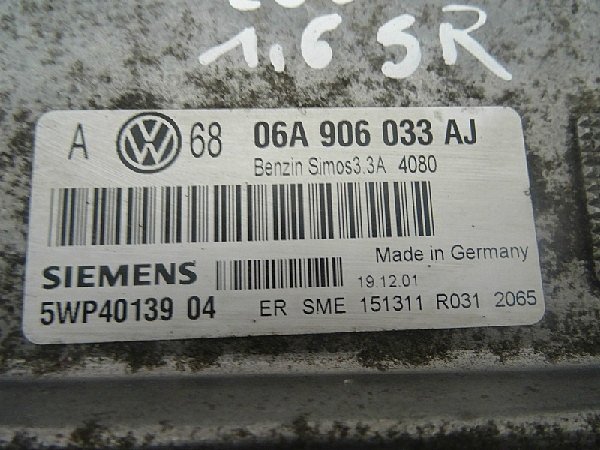 1,6 SR
A VW 68 06A 906 033 AJ
Benzin Simos3.3A 4080
Made in Germany
SIEMENS 19.12.01
5WP40139 04 ER SME 151311 R031 2065